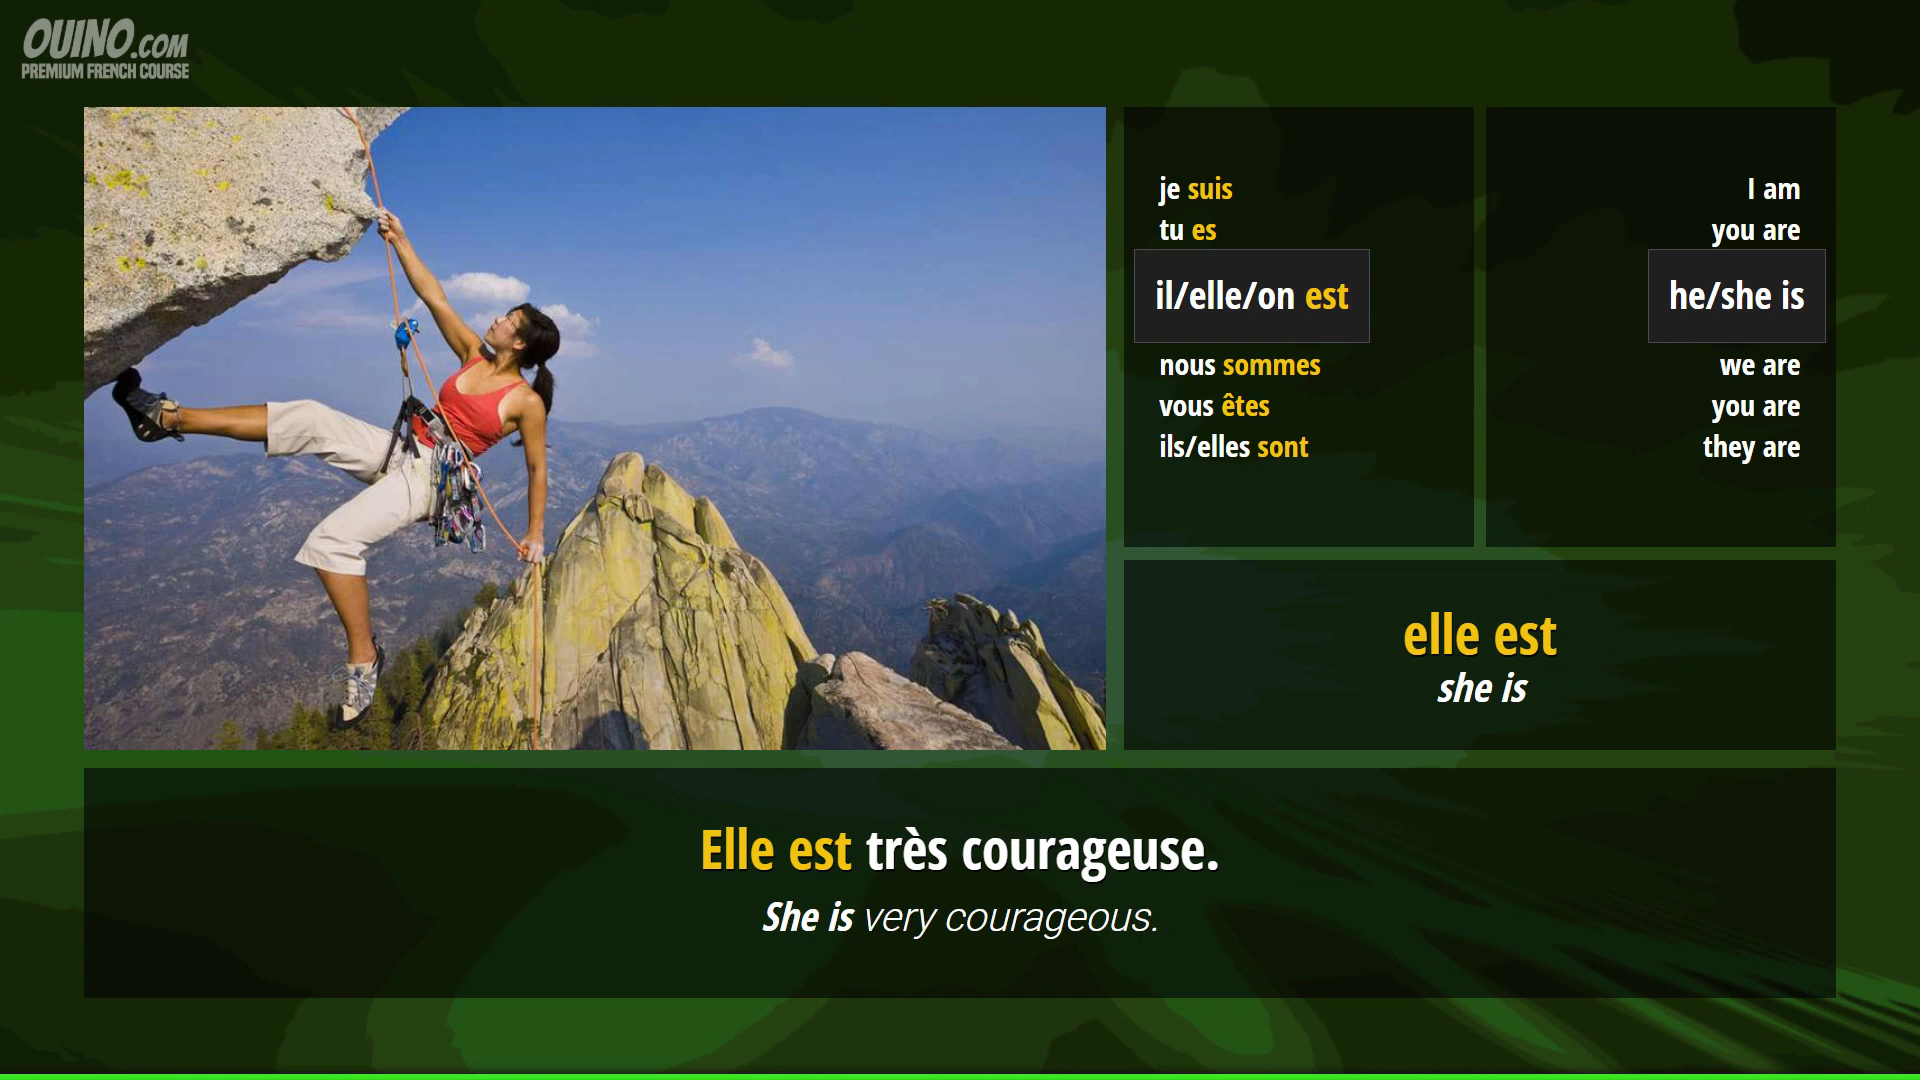 OUINO.COM
PREMIUM FRENCH COURSE
je suis
tu es
il/elle/on est
nous sommes
vous êtes
ils/elles sont
I am
you are
he/she is
we are
you are
they are
elle est
she is
Elle est très courageuse.
She is very courageous.